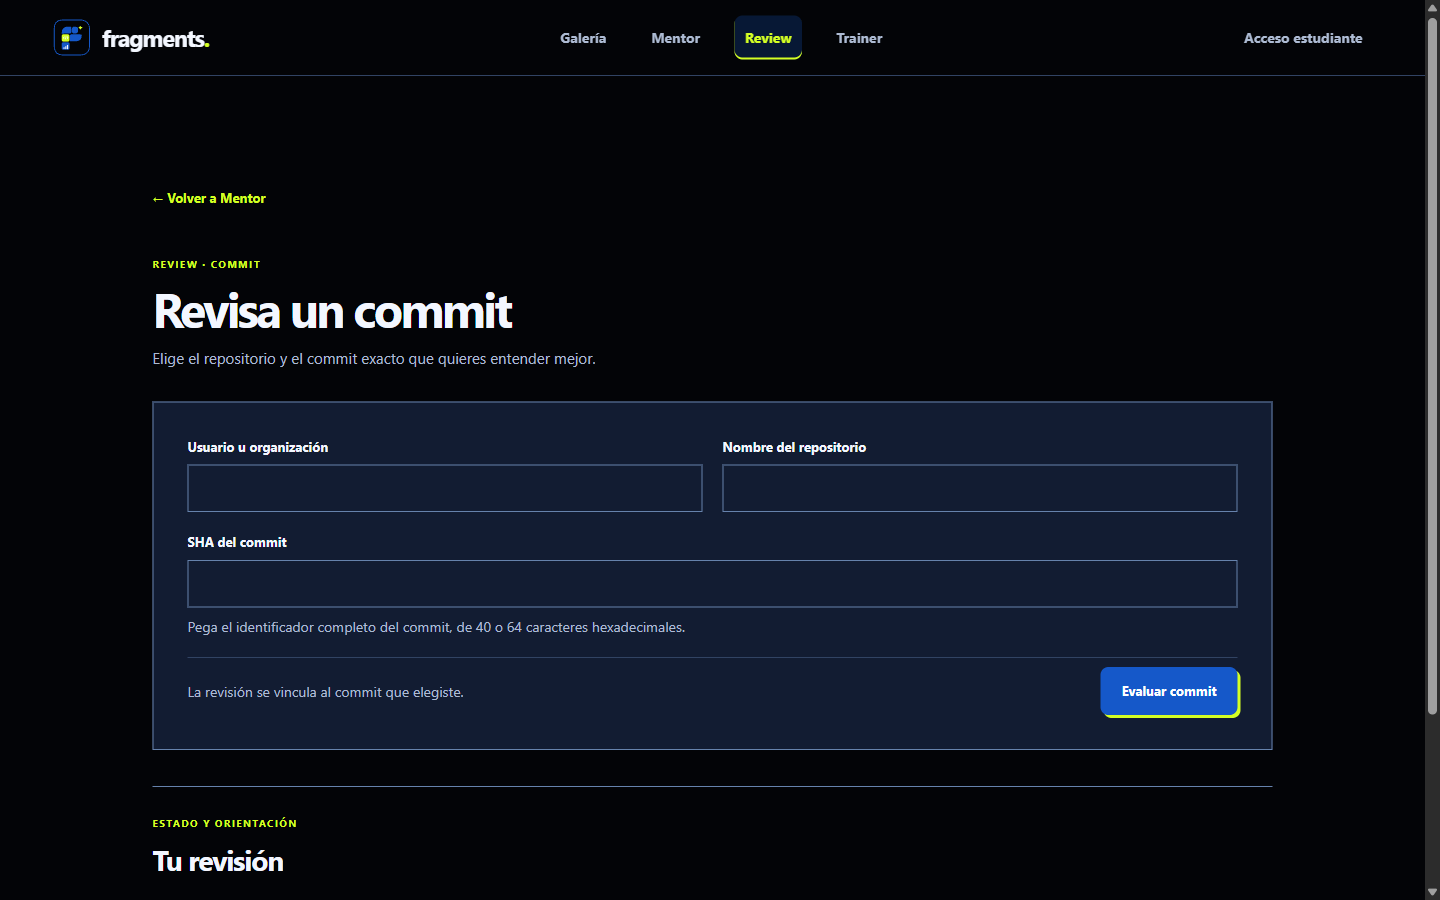 fragments.
Galería
Mentor
Review
Trainer
Acceso estudiante
← Volver a Mentor
REVIEW · COMMIT
Revisa un commit
Elige el repositorio y el commit exacto que quieres entender mejor.
Usuario u organización
Nombre del repositorio
SHA del commit
Pega el identificador completo del commit, de 40 o 64 caracteres hexadecimales.
La revisión se vincula al commit que elegiste.
Evaluar commit
ESTADO Y ORIENTACIÓN
Tu revisión